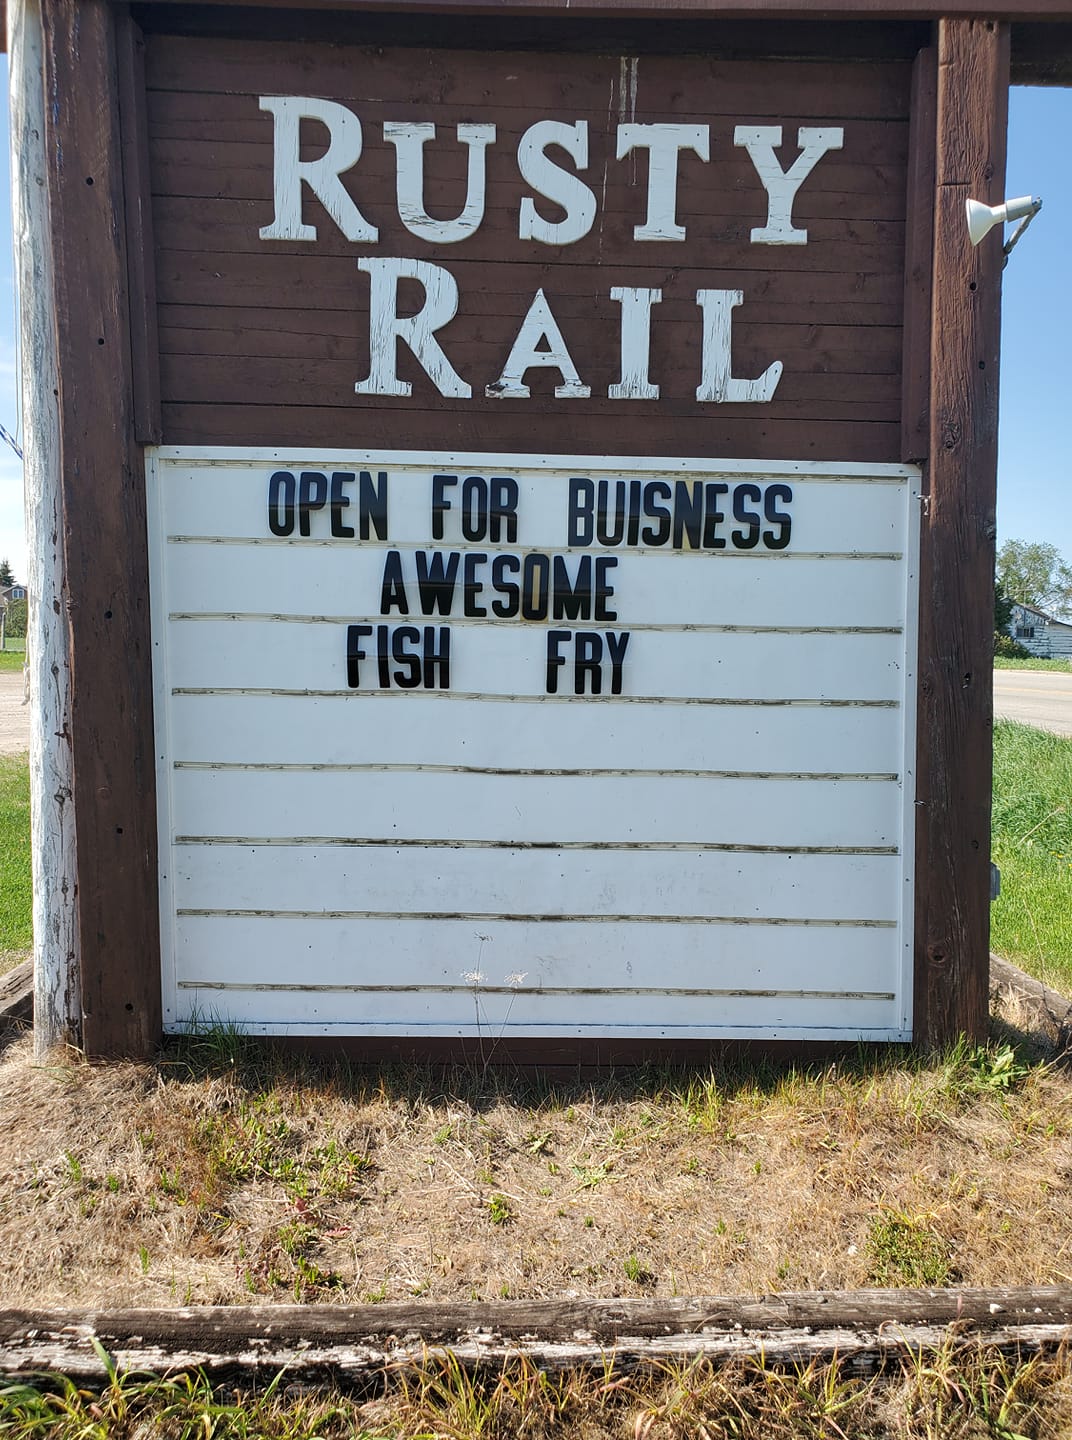 RUSTY
RAIL
OPEN FOR BUISNESS
AWESOME
FISH FRY